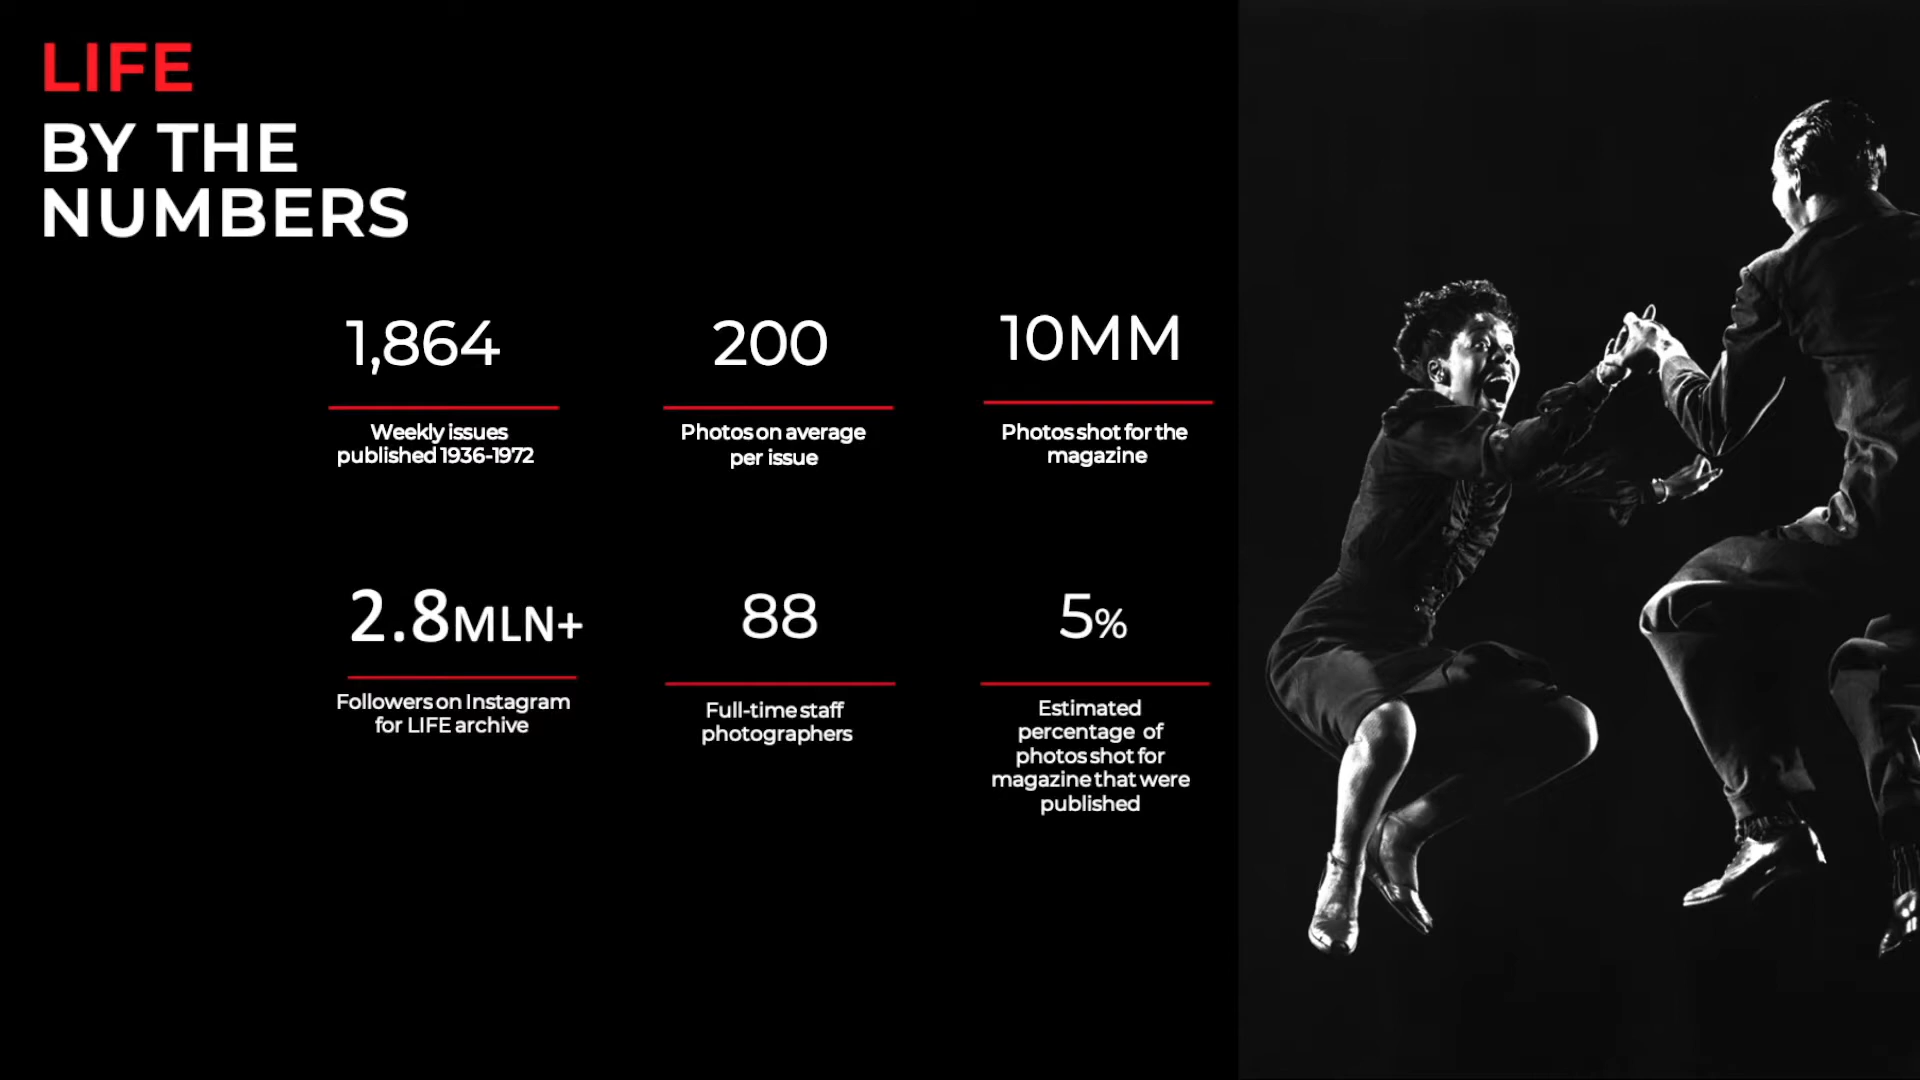 LIFE
BY THE
NUMBERS
1,864
Weekly issues
published 1936-1972
200
Photos on average
per issue
10MM
Photos shot for the
magazine
2.8MLN+
Followers on Instagram
for LIFE archive
88
Full-time staff
photographers
5%
Estimated
percentage of
photos shot for
magazine that were
published